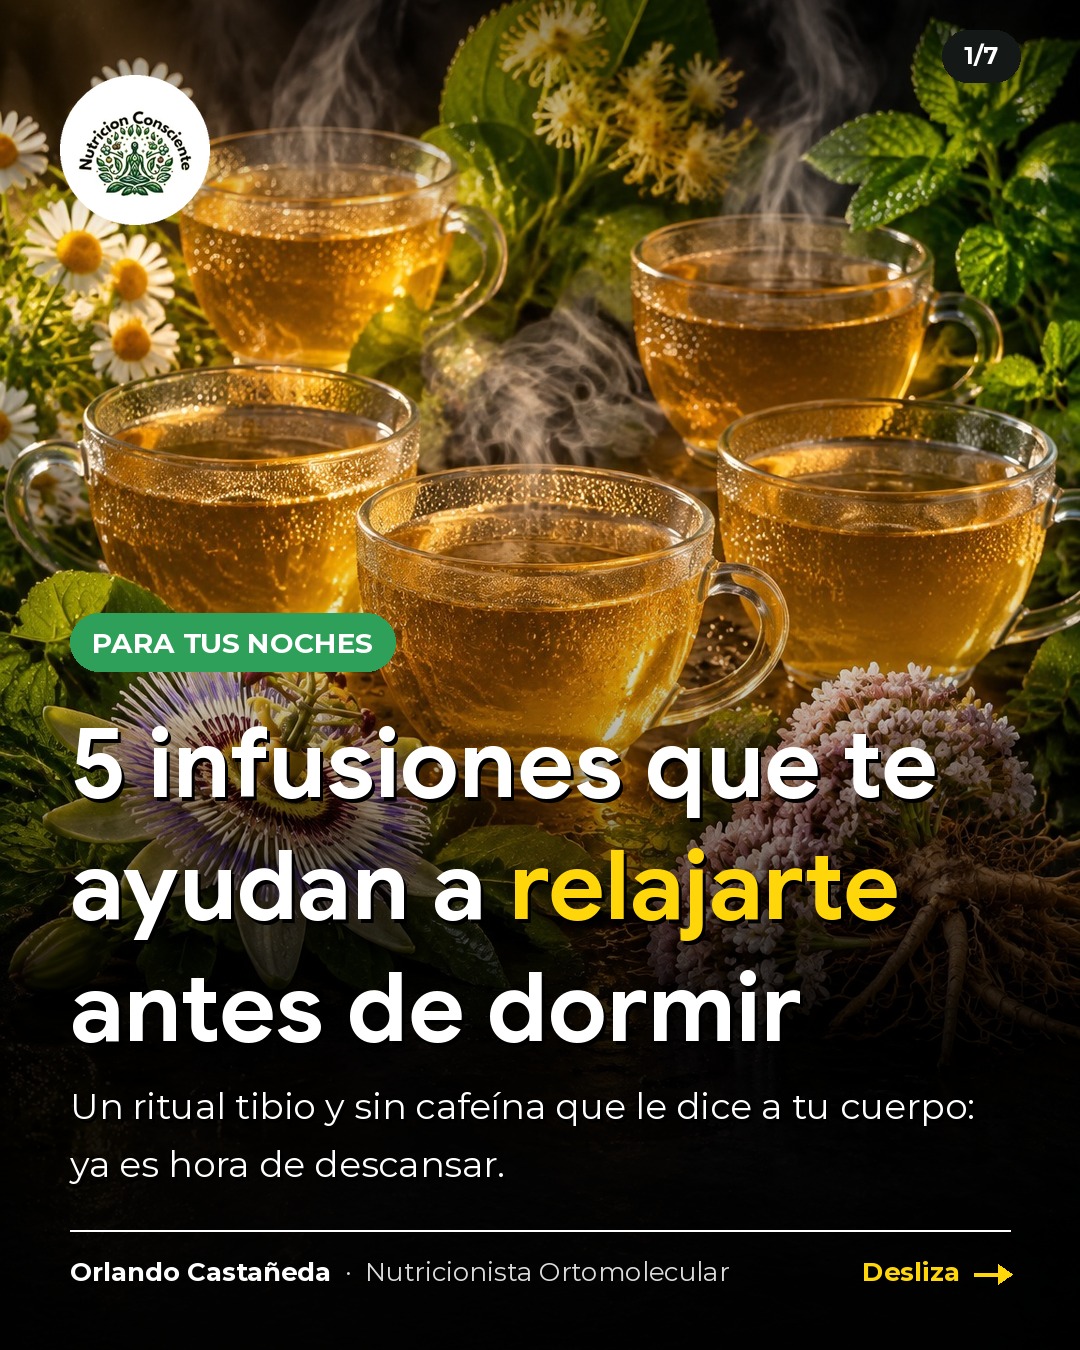 1/7
Nutricion Consciente
PARA TUS NOCHES
5 infusiones que te
ayudan a relajarte
antes de dormir
Un ritual tibio y sin cafeína que le dice a tu cuerpo:
ya es hora de descansar.
Orlando Castañeda · Nutricionista Ortomolecular
Desliza →